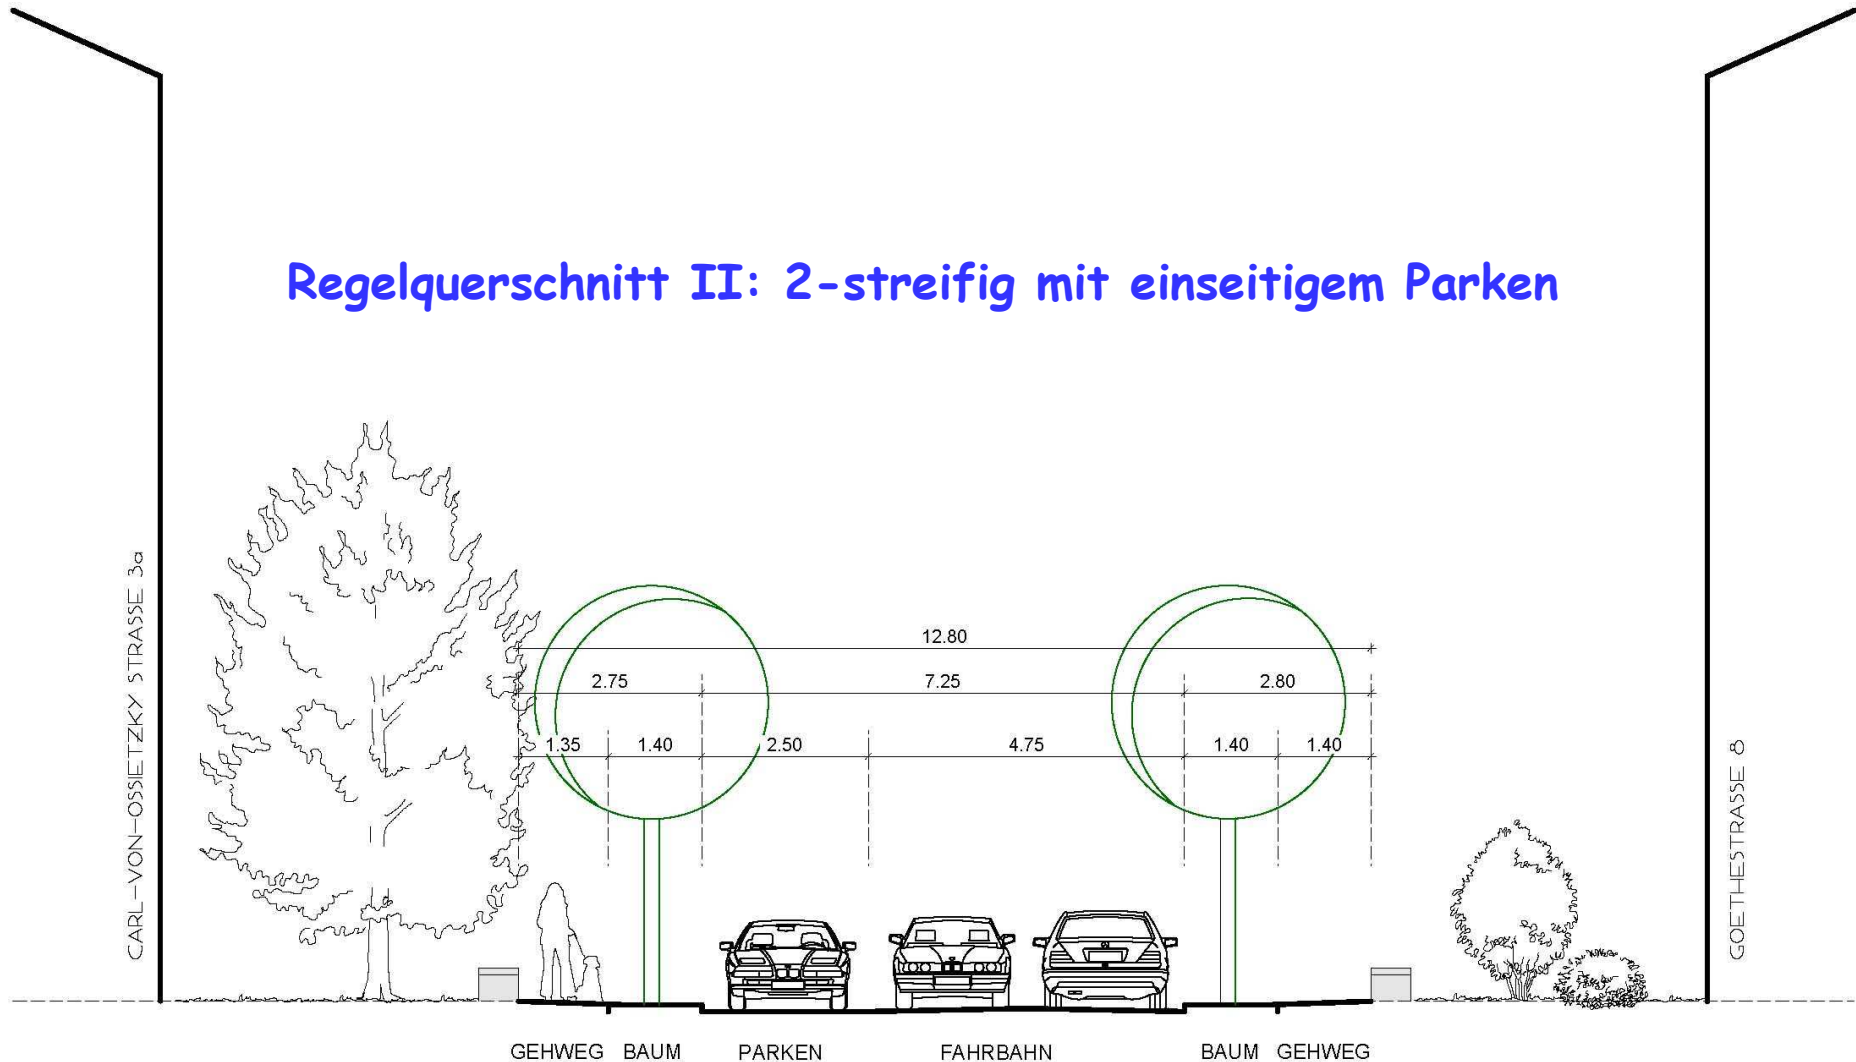 Regelquerschnitt II: 2-streifig mit einseitigem Parken
CARL-VON-OSSIETZKY STRASSE 3a
GOETHESTRASSE 8
12.80
2.75 7.25 2.80
1.35 1.40 2.50 4.75 1.40 1.40
GEHWEG BAUM PARKEN FAHRBAHN BAUM GEHWEG